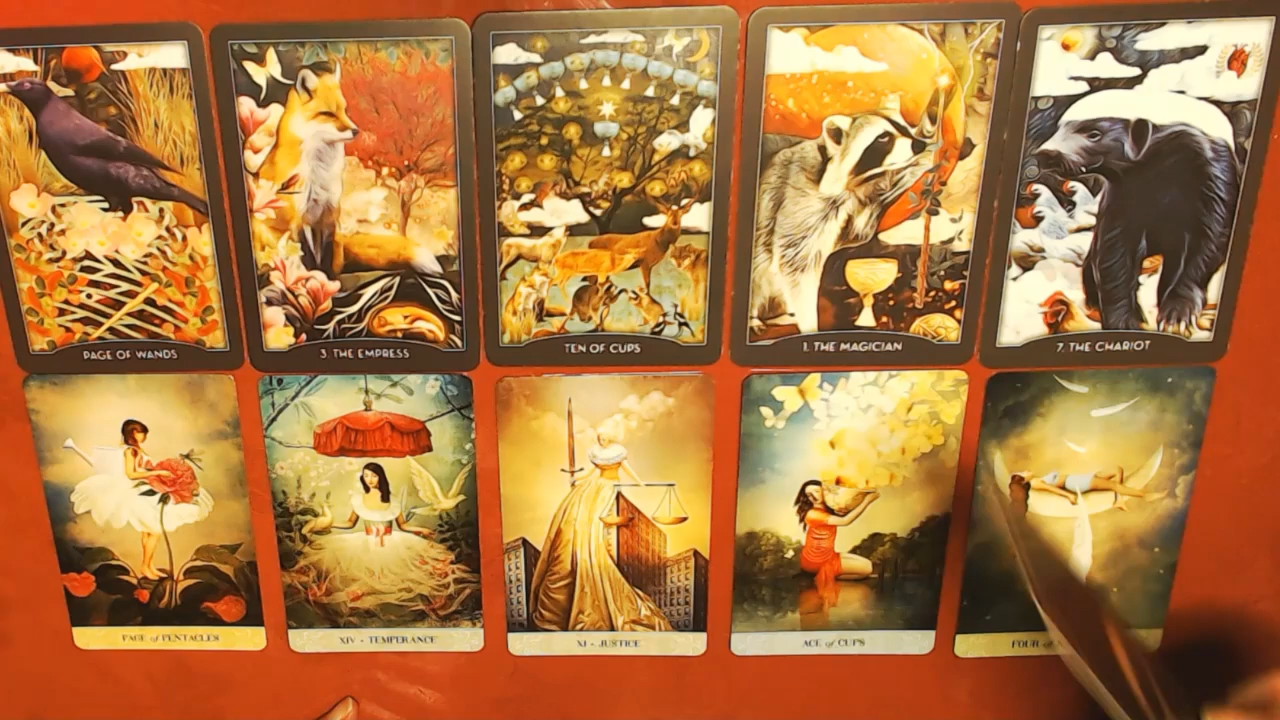 PAGE OF WANDS
3. THE EMPRESS
TEN OF CUPS
1. THE MAGICIAN
7. THE CHARIOT
PAGE of PENTACLES
XIV - TEMPERANCE
XI - JUSTICE
ACE of CUPS
FOUR of